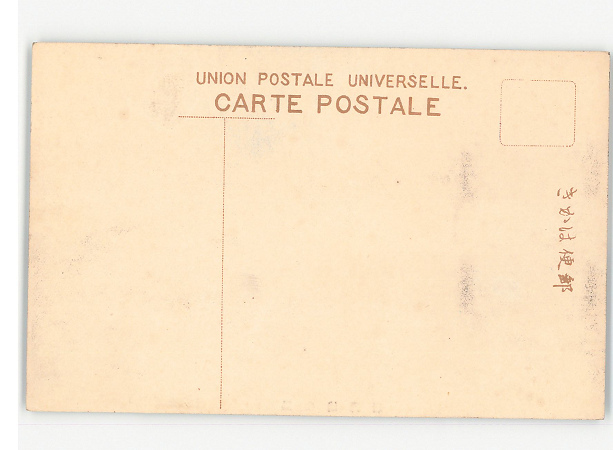 UNION POSTALE UNIVERSELLE.
CARTE POSTALE
郵便はかき